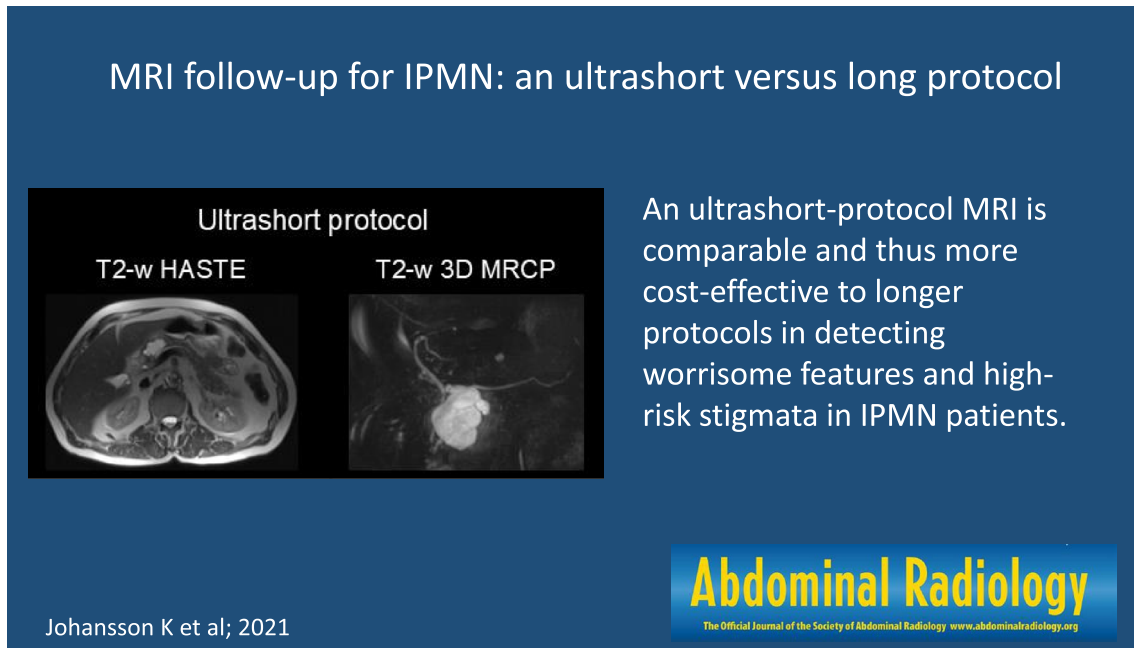 MRI follow-up for IPMN: an ultrashort versus long protocol
Ultrashort protocol
T2-w HASTE
T2-w 3D MRCP
An ultrashort-protocol MRI is
comparable and thus more
cost-effective to longer
protocols in detecting
worrisome features and high-
risk stigmata in IPMN patients.
Abdominal Radiology
The Official Journal of the Society of Abdominal Radiology www.abdominalradiology.org
Johansson K et al; 2021